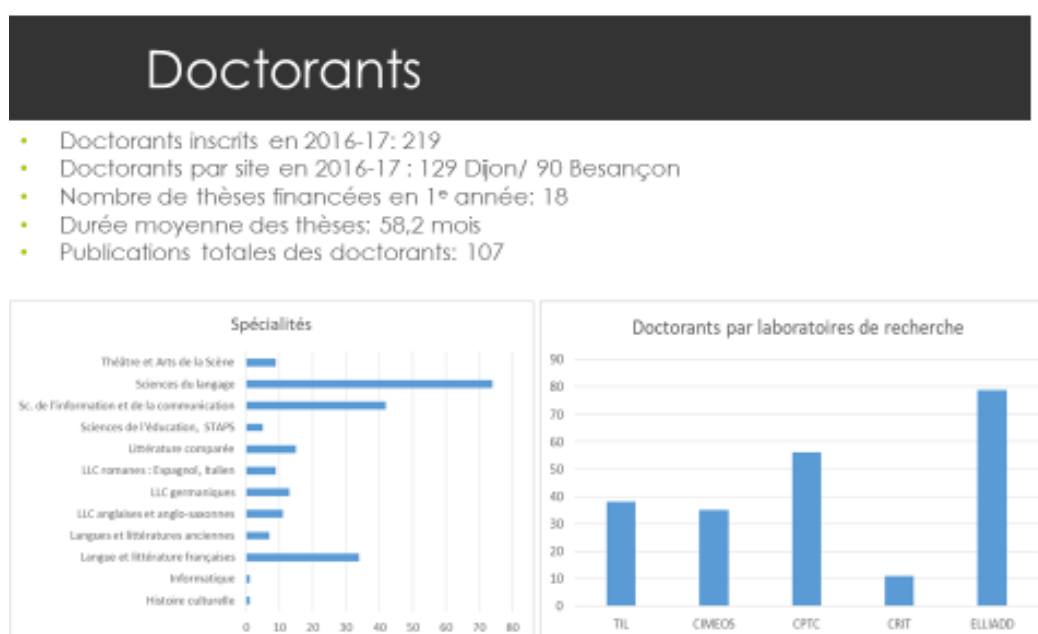 Doctorants
• Doctorants inscrits en 2016-17: 219
• Doctorants par site en 2016-17 : 129 Dijon/ 90 Besançon
• Nombre de thèses financées en 1e année: 18
• Durée moyenne des thèses: 58,2 mois
• Publications totales des doctorants: 107
Spécialités
Théâtre et Arts de la Scène
Sciences du langage
Sc. de l'information et de la communication
Sciences de l'éducation, STAPS
Littérature comparée
LLC romanes : Espagnol, Italien
LLC germaniques
LLC anglaises et anglo-saxonnes
Langues et littératures anciennes
Langue et littérature françaises
Informatique
Histoire culturelle
0 10 20 30 40 50 60 70 80
Doctorants par laboratoires de recherche
90
80
70
60
50
40
30
20
10
0
TIL CIMEOS CPTC CRIT ELLIADD